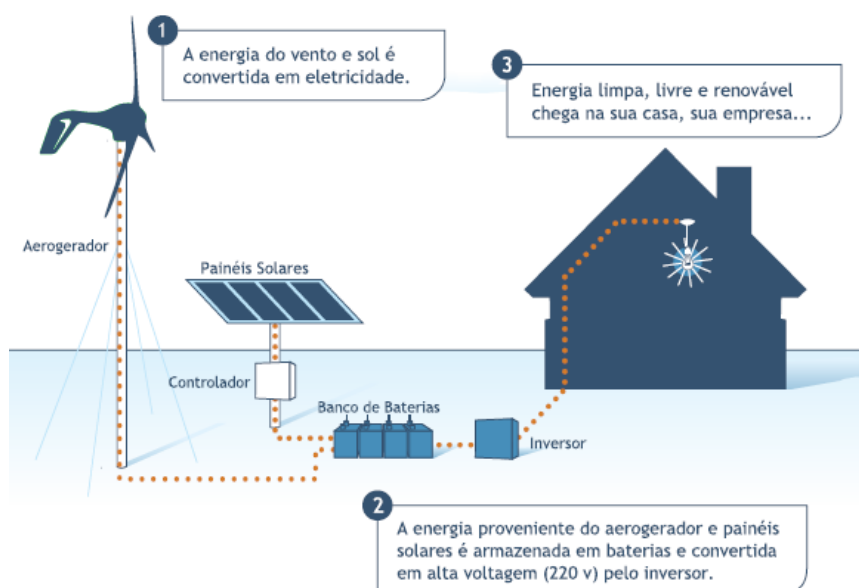 1
A energia do vento e sol é
convertida em eletricidade.
3
Energia limpa, livre e renovável
chega na sua casa, sua empresa...
Aerogerador
Painéis Solares
Controlador
Banco de Baterias
Inversor
2
A energia proveniente do aerogerador e painéis
solares é armazenada em baterias e convertida
em alta voltagem (220 v) pelo inversor.